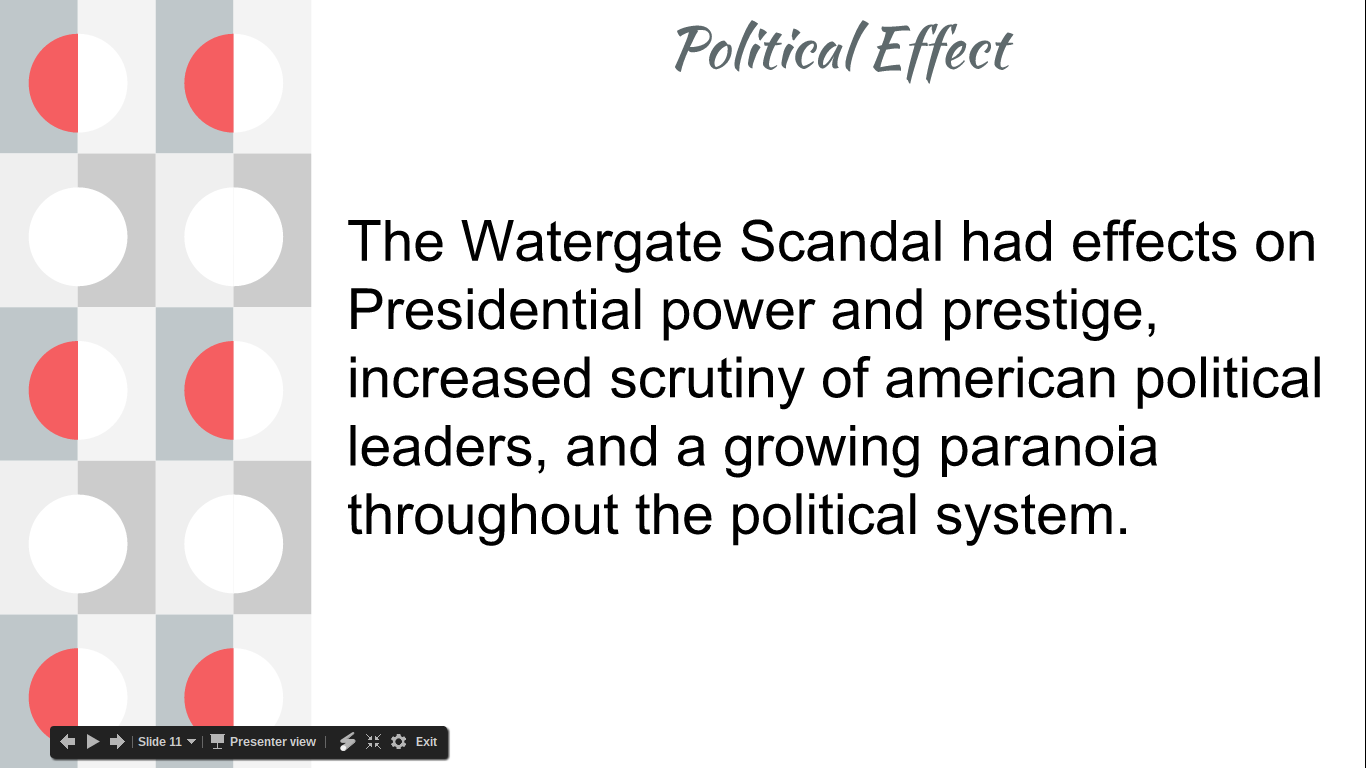 Political Effect
The Watergate Scandal had effects on
Presidential power and prestige,
increased scrutiny of american political
leaders, and a growing paranoia
throughout the political system.
Slide 11
Presenter view
Exit